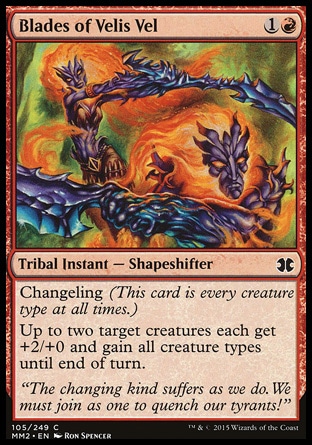 Blades of Velis Vel 1
Tribal Instant — Shapeshifter
Changeling (This card is every creature
type at all times.)
Up to two target creatures each get
+2/+0 and gain all creature types
until end of turn.
“The changing kind suffers as we do. We
must join as one to quench our tyrants!”
105/249 C
MM2 • EN Ron Spencer ™ & © 2015 Wizards of the Coast